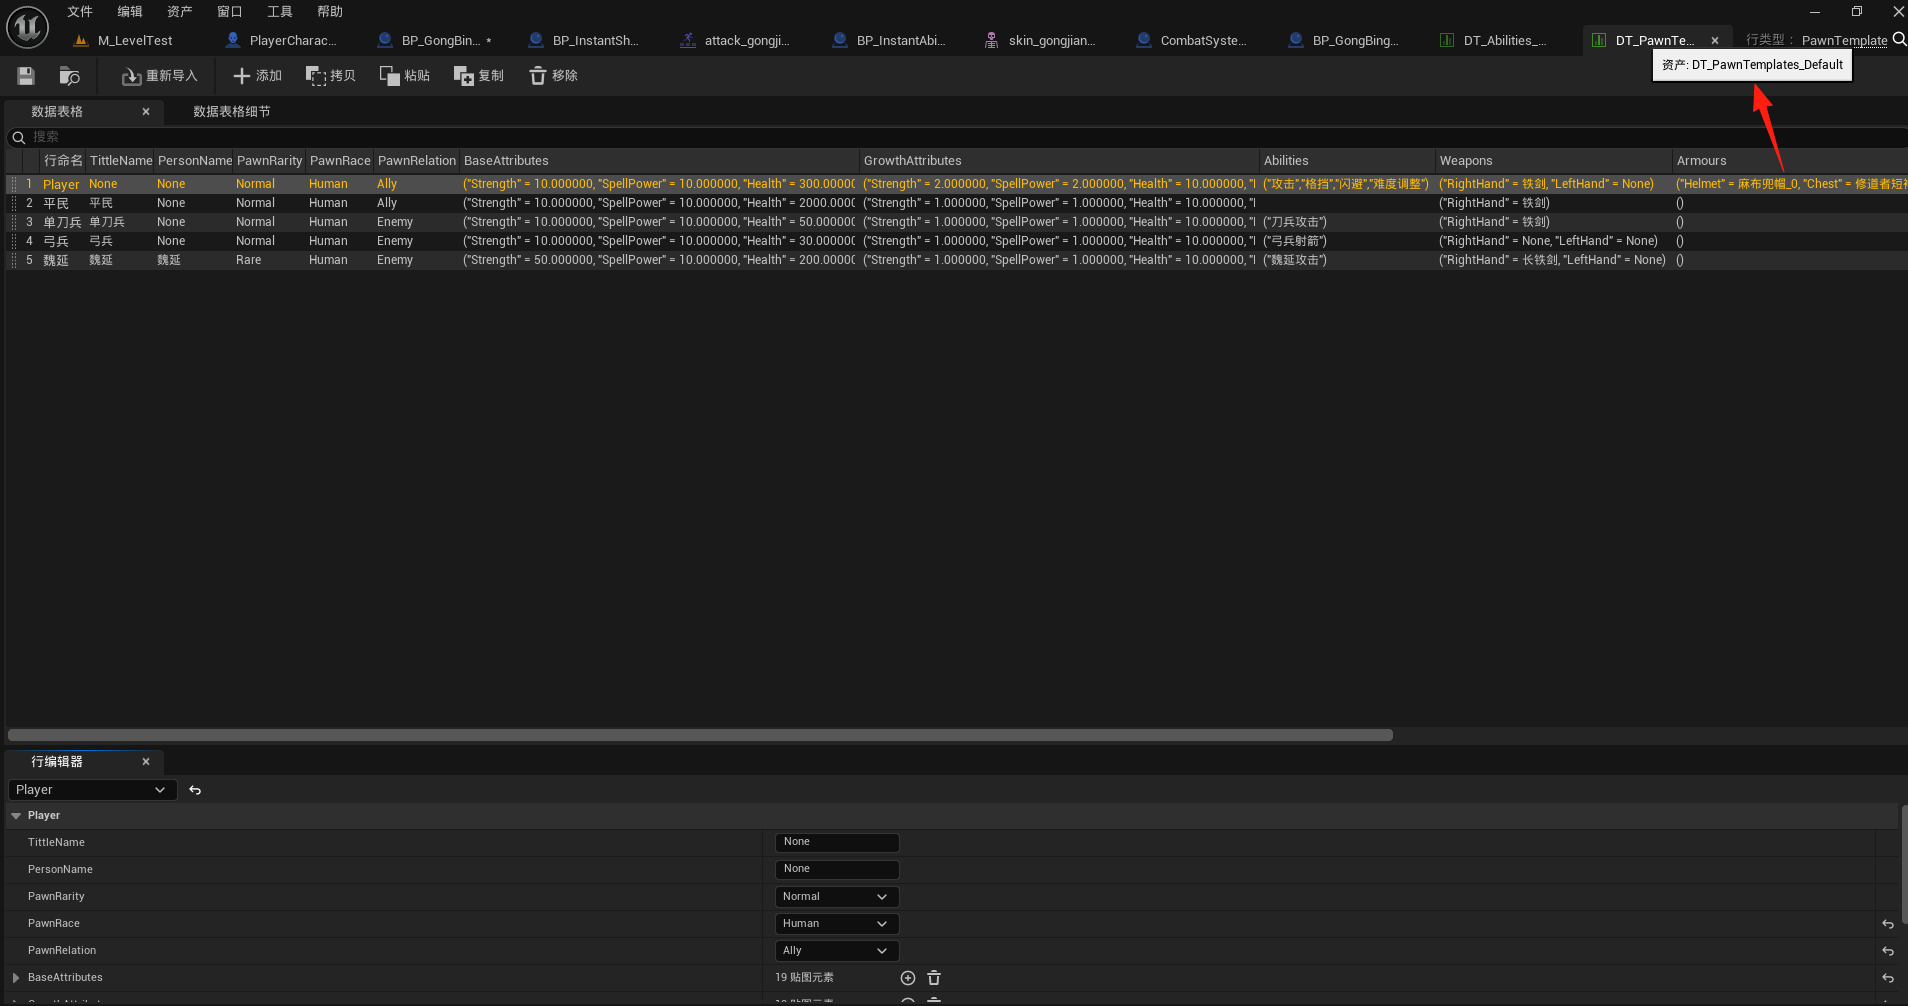 文件 编辑 资产 窗口 工具 帮助
M_LevelTest PlayerCharac... BP_GongBin... * BP_InstantSh... attack_gongji... BP_InstantAbi... skin_gongjian... CombatSyste... BP_GongBing... DT_Abilities_... DT_PawnTe... 行类型： PawnTemplate
资产: DT_PawnTemplates_Default
重新导入 添加 拷贝 粘贴 复制 移除
数据表格 数据表格细节
搜索
行命名 TittleName PersonName PawnRarity PawnRace PawnRelation BaseAttributes GrowthAttributes Abilities Weapons Armours
1 Player None None Normal Human Ally ("Strength" = 10.000000, "SpellPower" = 10.000000, "Health" = 300.00000 ("Strength" = 2.000000, "SpellPower" = 2.000000, "Health" = 10.000000, "I ("攻击","格挡","闪避","难度调整") ("RightHand" = 铁剑, "LeftHand" = None) ("Helmet" = 麻布兜帽_0, "Chest" = 修道者短
2 平民 平民 None Normal Human Ally ("Strength" = 10.000000, "SpellPower" = 10.000000, "Health" = 2000.0000 ("Strength" = 1.000000, "SpellPower" = 1.000000, "Health" = 10.000000, "I ("RightHand" = 铁剑) ()
3 单刀兵 单刀兵 None Normal Human Enemy ("Strength" = 10.000000, "SpellPower" = 10.000000, "Health" = 50.000000 ("Strength" = 1.000000, "SpellPower" = 1.000000, "Health" = 10.000000, "I ("刀兵攻击") ("RightHand" = 铁剑) ()
4 弓兵 弓兵 None Normal Human Enemy ("Strength" = 10.000000, "SpellPower" = 10.000000, "Health" = 30.000000 ("Strength" = 1.000000, "SpellPower" = 1.000000, "Health" = 10.000000, "I ("弓兵射箭") ("RightHand" = None, "LeftHand" = None) ()
5 魏延 魏延 魏延 Rare Human Enemy ("Strength" = 50.000000, "SpellPower" = 10.000000, "Health" = 200.00000 ("Strength" = 1.000000, "SpellPower" = 1.000000, "Health" = 10.000000, "I ("魏延攻击") ("RightHand" = 长铁剑, "LeftHand" = None) ()
行编辑器
Player
Player
TittleName None
PersonName None
PawnRarity Normal
PawnRace Human
PawnRelation Ally
BaseAttributes 19 贴图元素